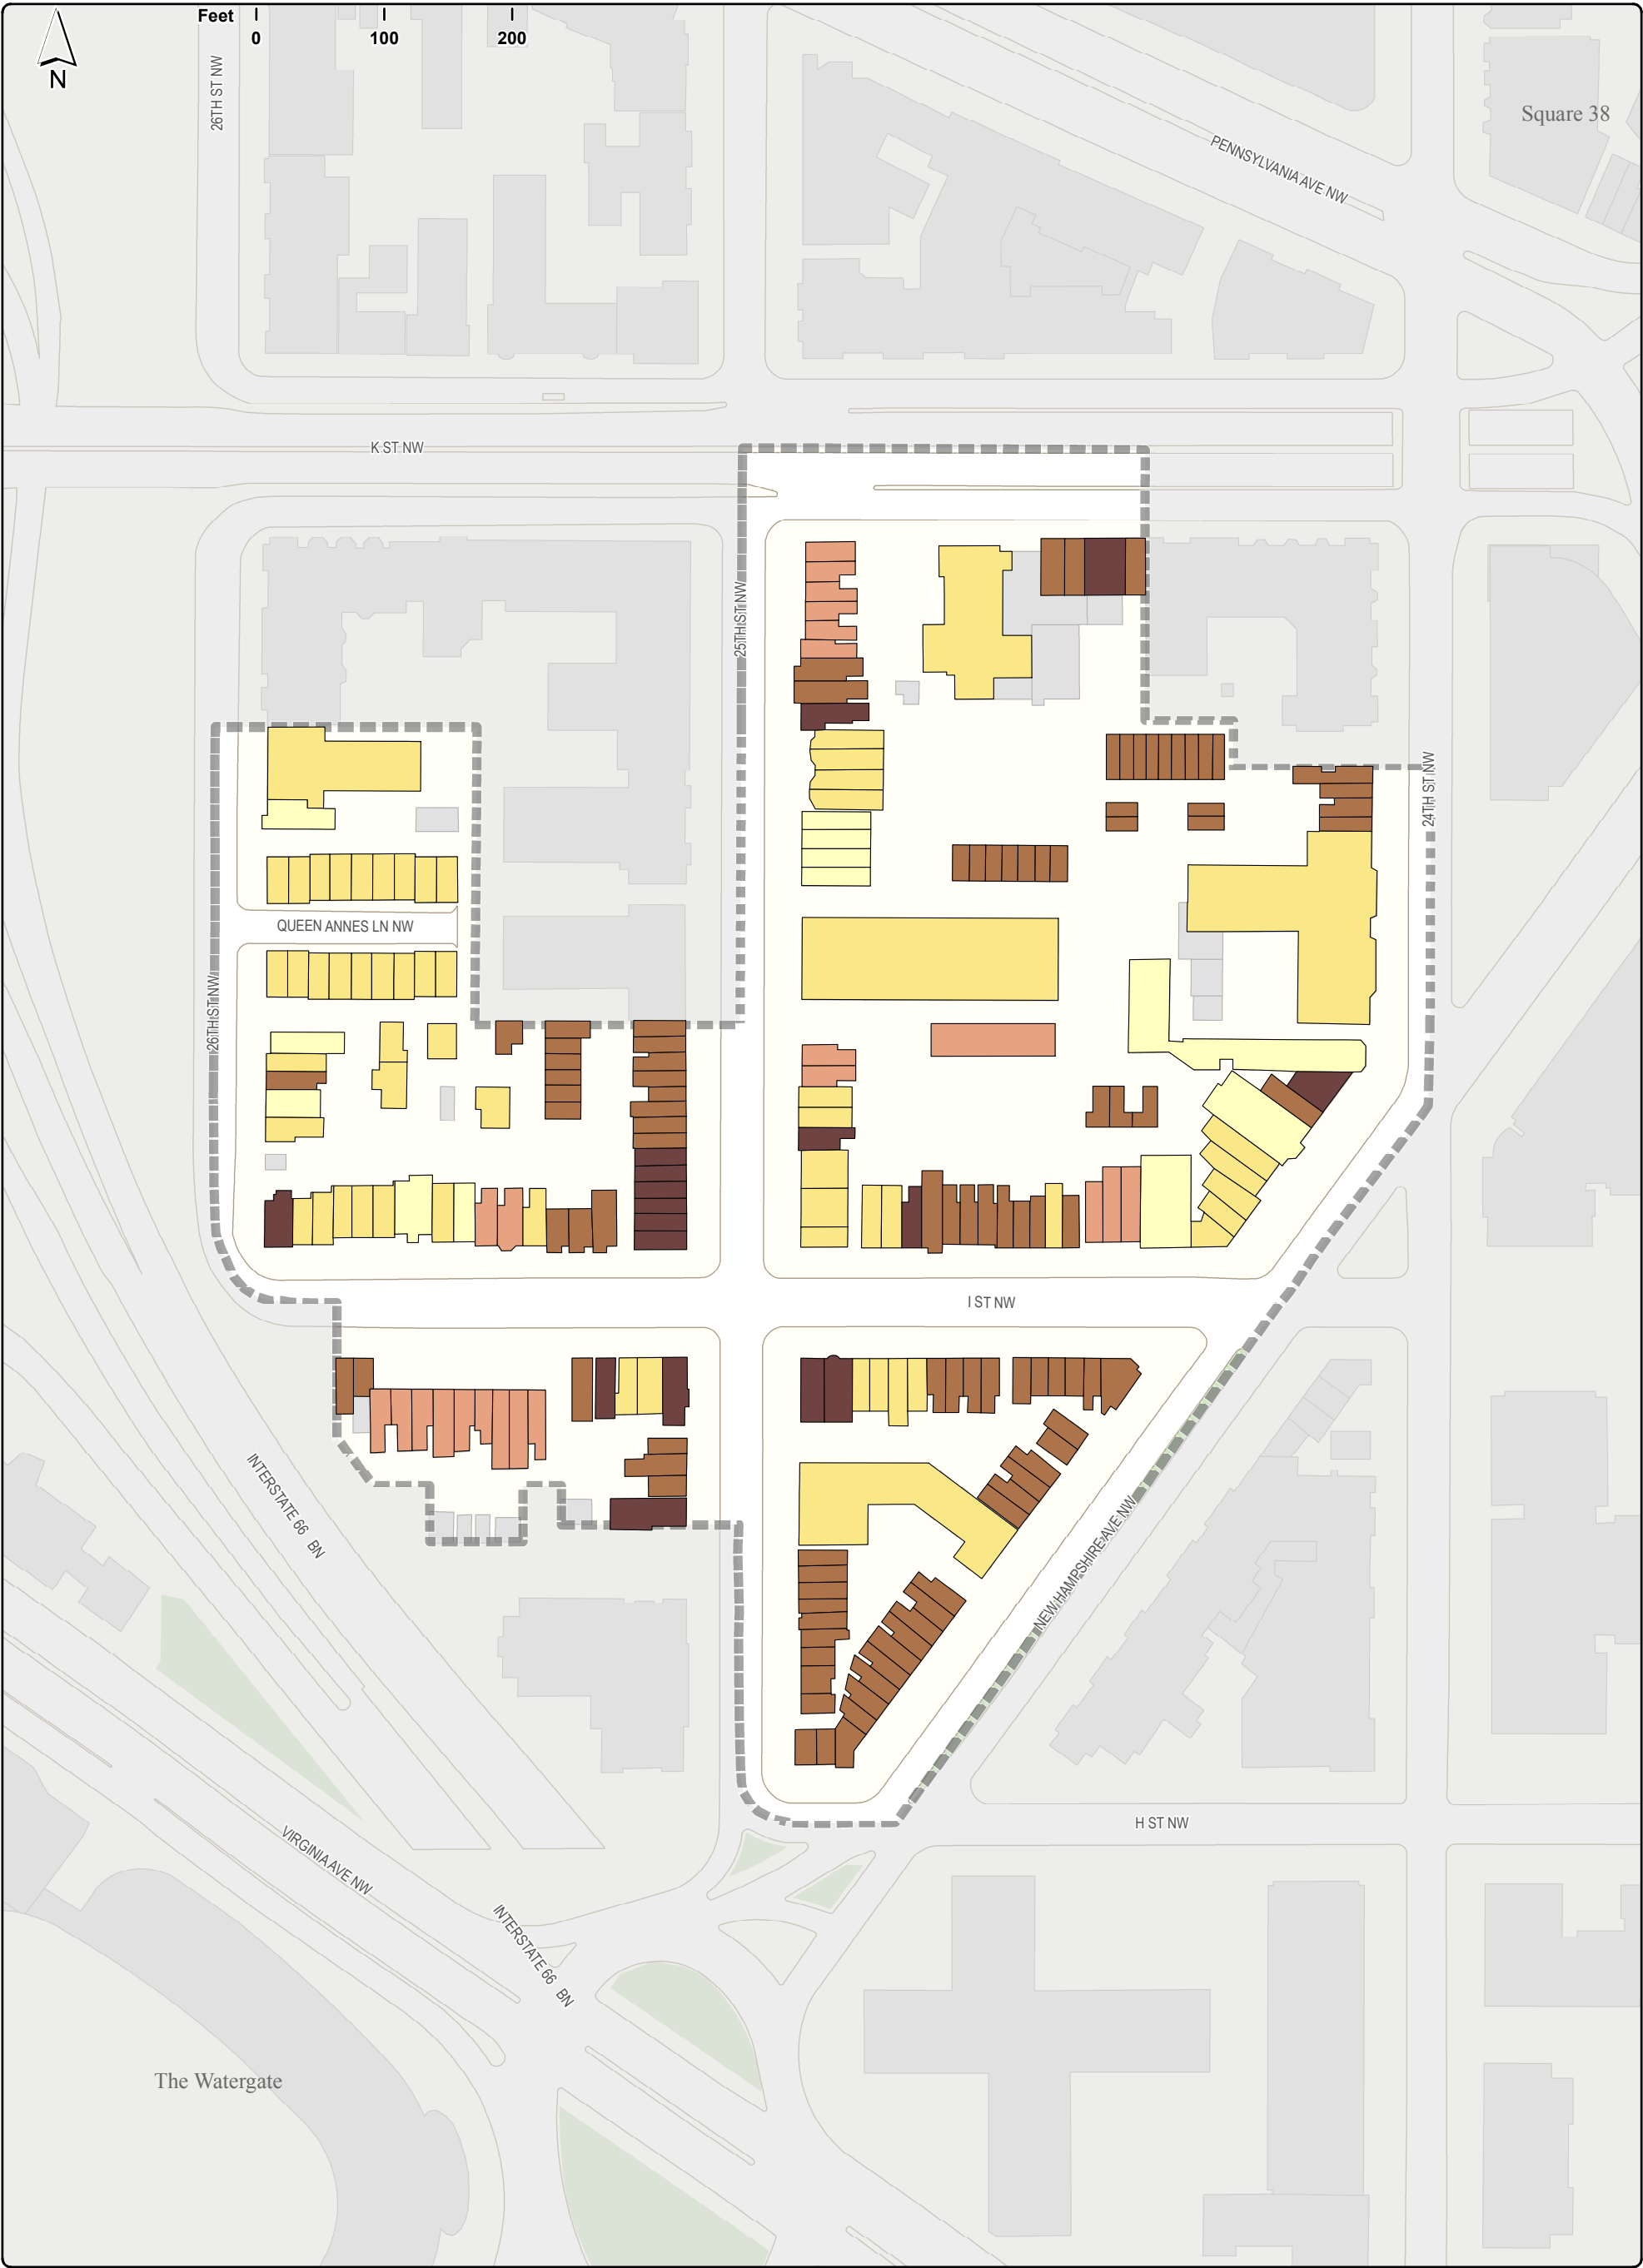 Feet
0 100 200
N
26TH ST NW
Square 38
PENNSYLVANIA AVE NW
K ST NW
25TH ST NW
24TH ST NW
QUEEN ANNES LN NW
26TH ST NW
I ST NW
INTERSTATE 66 BN
NEW HAMPSHIRE AVE NW
H ST NW
VIRGINIA AVE NW
INTERSTATE 66 BN
The Watergate